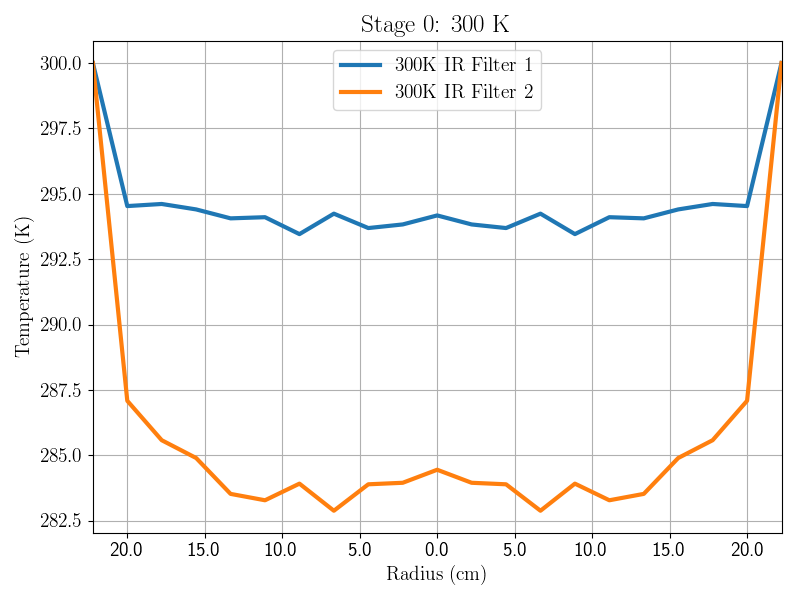 Stage 0: 300 K
300K IR Filter 1
300K IR Filter 2
300.0
297.5
295.0
292.5
290.0
287.5
285.0
282.5
Temperature (K)
20.0 15.0 10.0 5.0 0.0 5.0 10.0 15.0 20.0
Radius (cm)